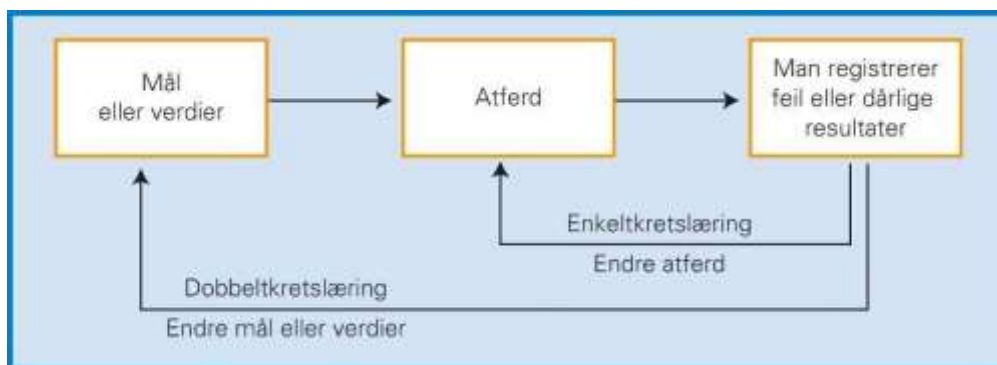 Mål
eller verdier
Atferd
Man registrerer
feil eller dårlige
resultater
Enkeltkretslæring
Endre atferd
Dobbeltkretslæring
Endre mål eller verdier